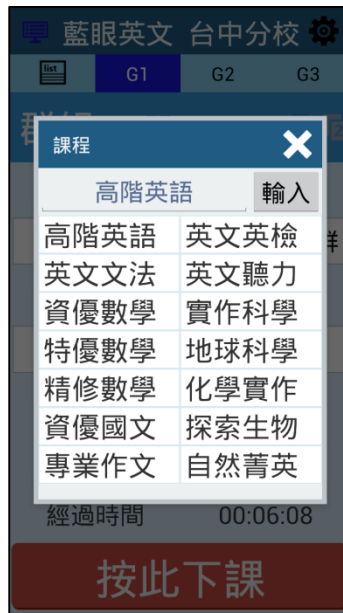 藍眼英文 台中分校
list G1 G2 G3
課程
高階英語 輸入
高階英語 英文英檢
英文文法 英文聽力
資優數學 實作科學
特優數學 地球科學
精修數學 化學實作
資優國文 探索生物
專業作文 自然菁英
經過時間 00:06:08
按此下課